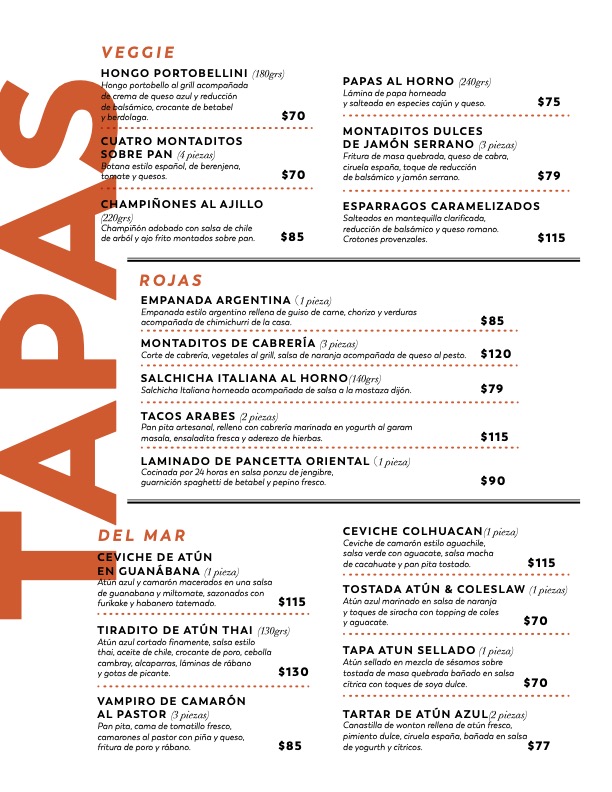 TAPAS
VEGGIE
HONGO PORTOBELLINI (180grs)
Hongo portobello al grill acompañada
de crema de queso azul y reducción
de balsámico, crocante de betabel
y berdolaga. $70
CUATRO MONTADITOS
SOBRE PAN (4 piezas)
Botana estilo español, de berenjena,
tomate y quesos. $70
CHAMPIÑONES AL AJILLO
(220grs)
Champiñón adobado con salsa de chile
de arból y ajo frito montados sobre pan. $85
PAPAS AL HORNO (240grs)
Lámina de papa horneada
y salteada en especies cajún y queso. $75
MONTADITOS DULCES
DE JAMÓN SERRANO (3 piezas)
Fritura de masa quebrada, queso de cabra,
ciruela españa, toque de reducción
de balsámico y jamón serrano. $79
ESPARRAGOS CARAMELIZADOS
Salteados en mantequilla clarificada,
reducción de balsámico y queso romano.
Crotones provenzales. $115
ROJAS
EMPANADA ARGENTINA (1 pieza)
Empanada estilo argentino rellena de guiso de carne, chorizo y verduras
acompañada de chimichurri de la casa. $85
MONTADITOS DE CABRERÍA (3 piezas)
Corte de cabrería, vegetales al grill, salsa de naranja acompañada de queso al pesto. $120
SALCHICHA ITALIANA AL HORNO(140grs)
Salchicha Italiana horneada acompañada de salsa a la mostaza dijón. $79
TACOS ARABES (2 piezas)
Pan pita artesanal, relleno con cabrería marinada en yogurth al garam
masala, ensaladita fresca y aderezo de hierbas. $115
LAMINADO DE PANCETTA ORIENTAL (1 pieza)
Cocinada por 24 horas en salsa ponzu de jengibre,
guarnición spaghetti de betabel y pepino fresco. $90
DEL MAR
CEVICHE DE ATÚN
EN GUANÁBANA (1 pieza)
Atún azul y camarón macerados en una salsa
de guanabana y miltomate, sazonados con
furikake y habanero tatemado. $115
TIRADITO DE ATÚN THAI (130grs)
Atún azul cortado finamente, salsa estilo
thai, aceite de chile, crocante de poro, cebolla
cambray, alcaparras, láminas de rábano
y gotas de picante. $130
VAMPIRO DE CAMARÓN
AL PASTOR (3 piezas)
Pan pita, cama de tomatillo fresco,
camarones al pastor con piña y queso,
fritura de poro y rábano. $85
CEVICHE COLHUACAN(1 pieza)
Ceviche de camarón estilo aguachile,
salsa verde con aguacate, salsa macha
de cacahuate y pan pita tostado. $115
TOSTADA ATÚN & COLESLAW (1 piezas)
Atún azul marinado en salsa de naranja
y toques de siracha con topping de coles
y aguacate. $70
TAPA ATUN SELLADO (1 pieza)
Atún sellado en mezcla de sésamos sobre
tostada de masa quebrada bañado en salsa
cítrica con toques de soya dulce. $70
TARTAR DE ATÚN AZUL(2 piezas)
Canastilla de wonton rellena de atún fresco,
pimiento dulce, ciruela españa, bañada en salsa
de yogurth y cítricos. $77